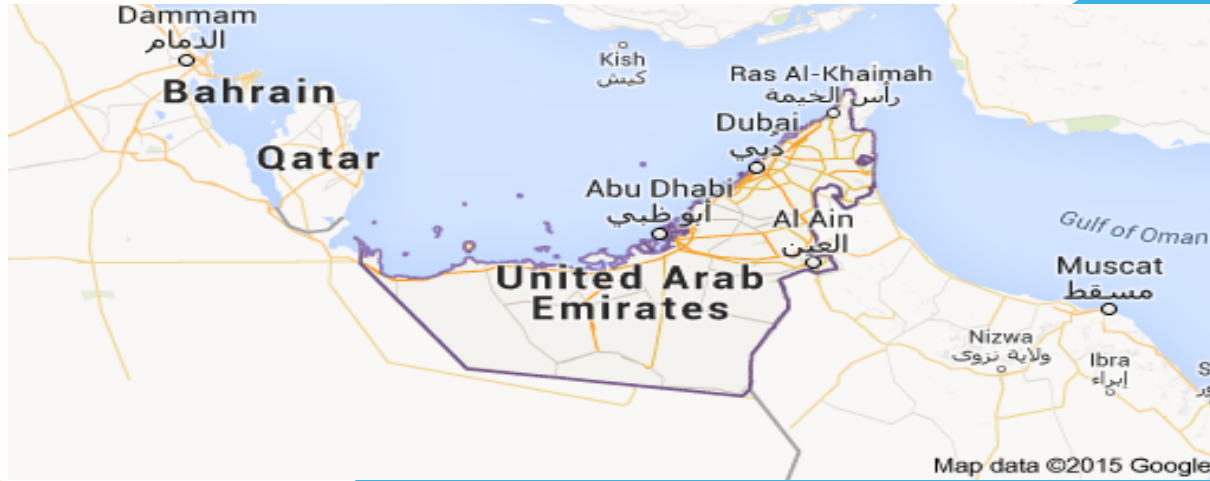 Dammam
الدمام
Bahrain
Qatar
Kish
كيش
Ras Al-Khaimah
رأس الخيمة
Dubai
دبي
Abu Dhabi
أبو ظبي
Al Ain
العين
United Arab
Emirates
Gulf of Oman
Muscat
مسقط
Nizwa
ولاية نزوى
Ibra
إبراء
Map data ©2015 Google